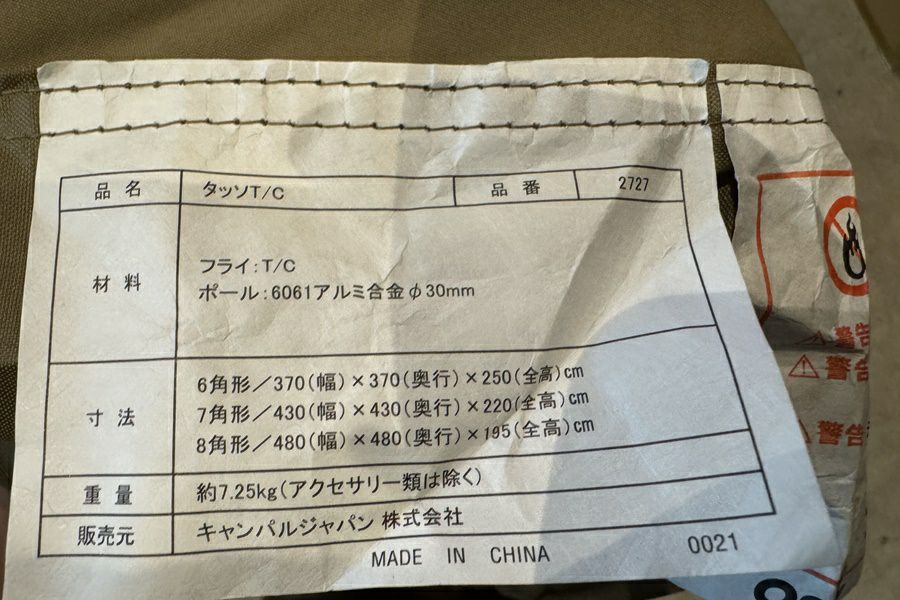 品名 タッソT/C 品番 2727
材料
フライ:T/C
ポール:6061アルミ合金φ30mm
寸法
6角形/370(幅)×370(奥行)×250(全高)cm
7角形/430(幅)×430(奥行)×220(全高)cm
8角形/480(幅)×480(奥行)×195(全高)cm
重量 約7.25kg(アクセサリー類は除く)
販売元 キャンパルジャパン 株式会社
MADE IN CHINA 0021
警告
警告
警告